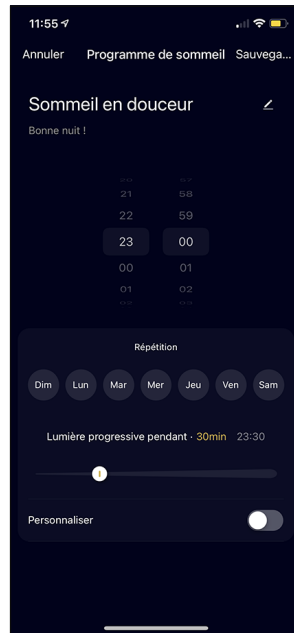 11:55
Annuler Programme de sommeil Sauvega...
Sommeil en douceur
Bonne nuit !
21 58
22 59
23 00
00 01
01 02
Répétition
Dim Lun Mar Mer Jeu Ven Sam
Lumière progressive pendant · 30min 23:30
Personnaliser